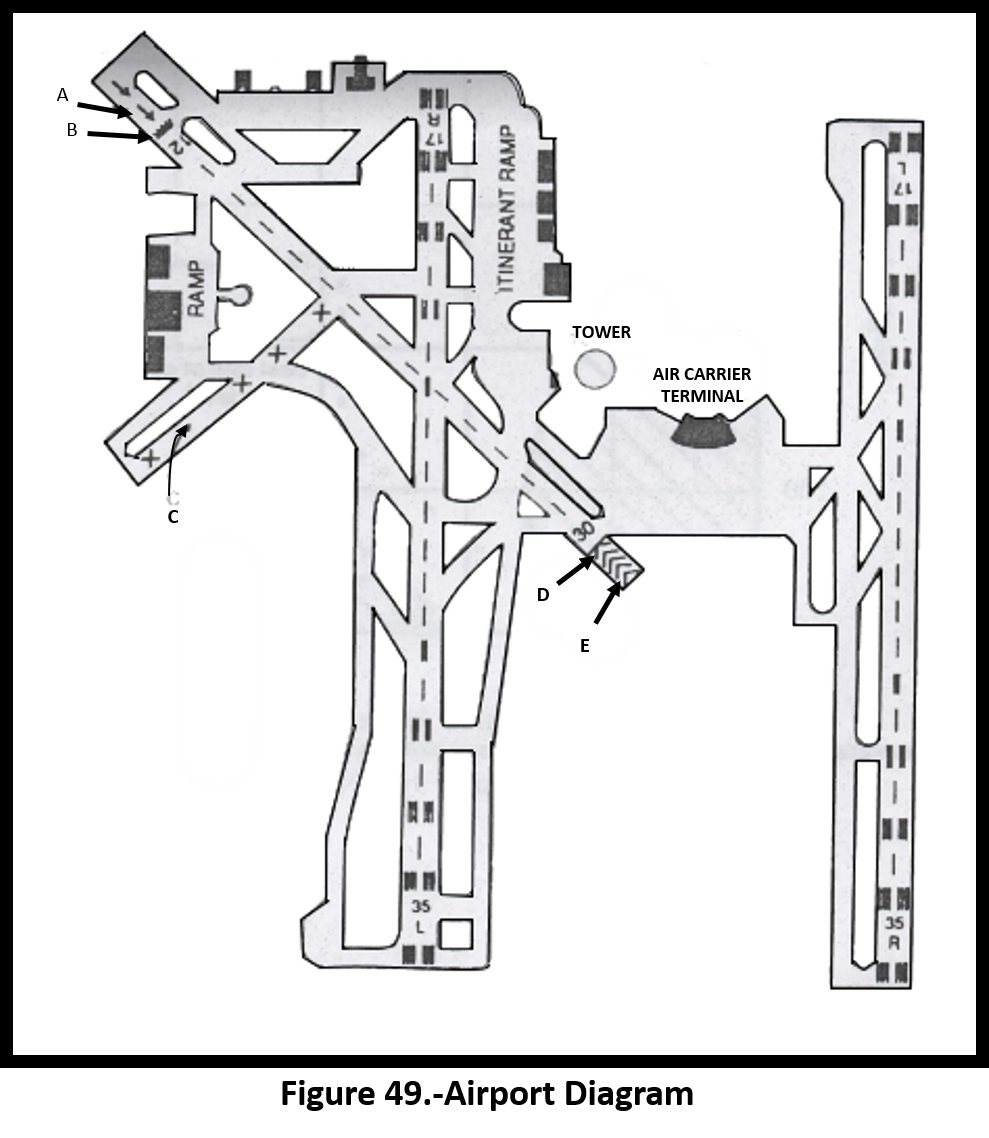 A
B
12
R
17
ITINERANT RAMP
L
17
RAMP
TOWER
AIR CARRIER
TERMINAL
C
30
D
E
35
L
35
R
Figure 49.-Airport Diagram